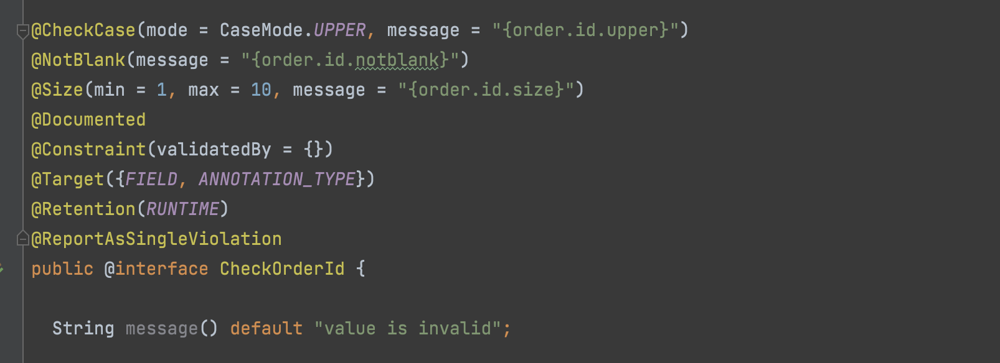 @CheckCase(mode = CaseMode.UPPER, message = "{order.id.upper}")
@NotBlank(message = "{order.id.notblank}")
@Size(min = 1, max = 10, message = "{order.id.size}")
@Documented
@Constraint(validatedBy = {})
@Target({FIELD, ANNOTATION_TYPE})
@Retention(RUNTIME)
@ReportAsSingleViolation
public @interface CheckOrderId {
String message() default "value is invalid";